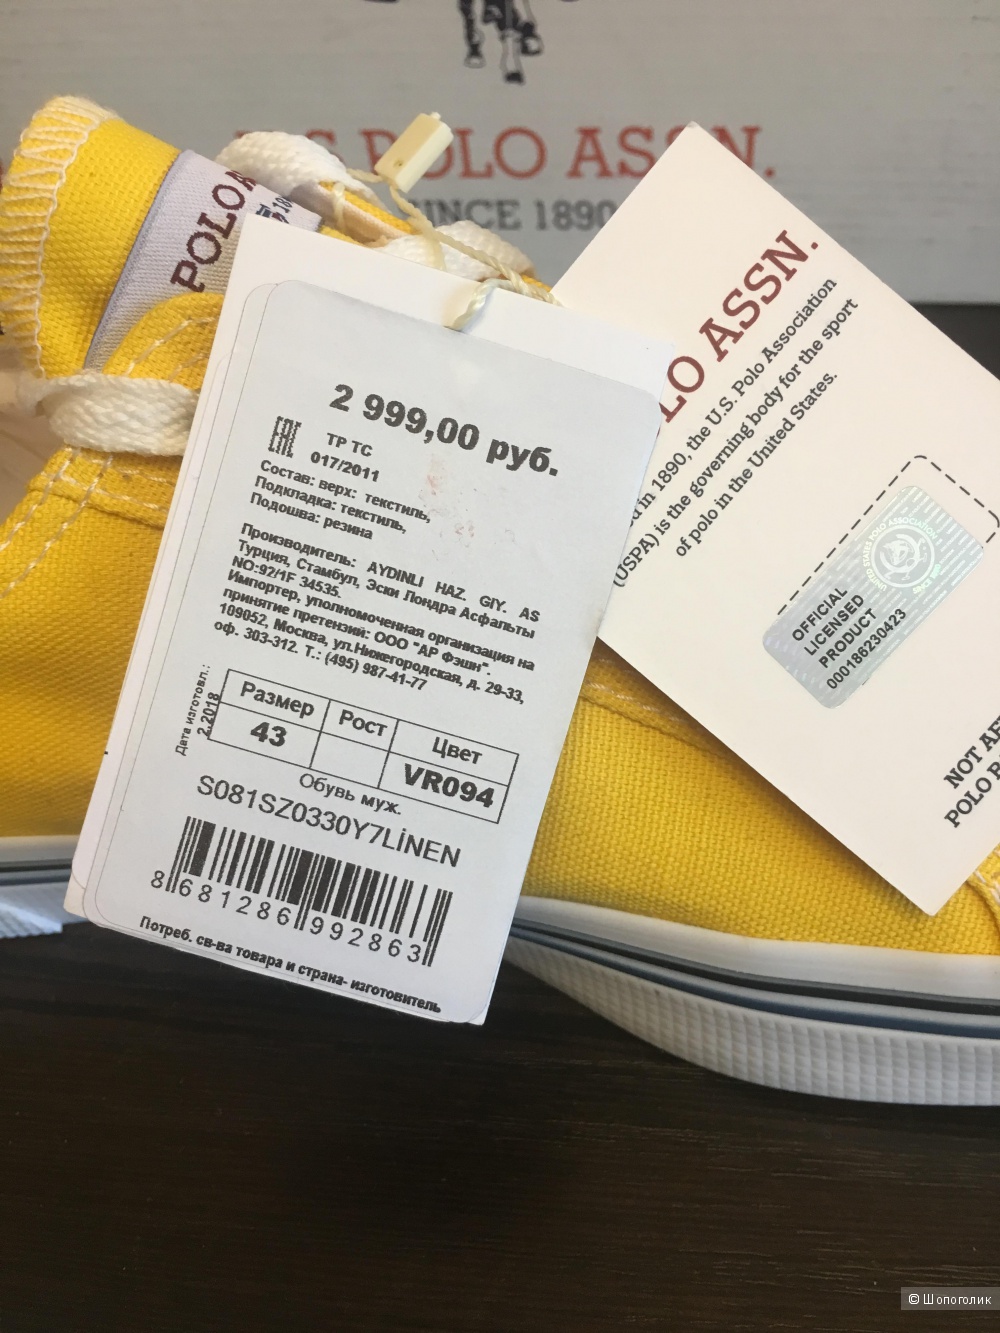 U.S. POLO ASSN.
SINCE 1890
POLO A
18
2 999,00 руб.
EAC
ТР ТС
017/2011
Состав: верх: текстиль,
Подкладка: текстиль,
Подошва: резина
Производитель: AYDINLI HAZ. GIY. AS
Турция, Стамбул, Эски Лондра Асфальты
NO:92/1F 34535.
Импортер, уполномоченная организация на
принятие претензий: ООО "АР Фэшн".
109052, Москва, ул.Нижегородская, д. 29-33,
оф. 303-312. Т.: (495) 987-41-77
Дата изготовл.:
2.2018
Размер Рост Цвет
43 VR094
Обувь муж.
S081SZ0330Y7LİNEN
8 681286 992863
Потреб. св-ва товара и страна- изготовитель
LO ASSN.
d in 1890, the U.S. Polo Association
(USPA) is the governing body for the sport
of polo in the United States.
UNITED STATES POLO ASSOCIATION
OFFICIAL
LICENSED
PRODUCT
000186230423
NOT AF
POLO R
© Шопоголик